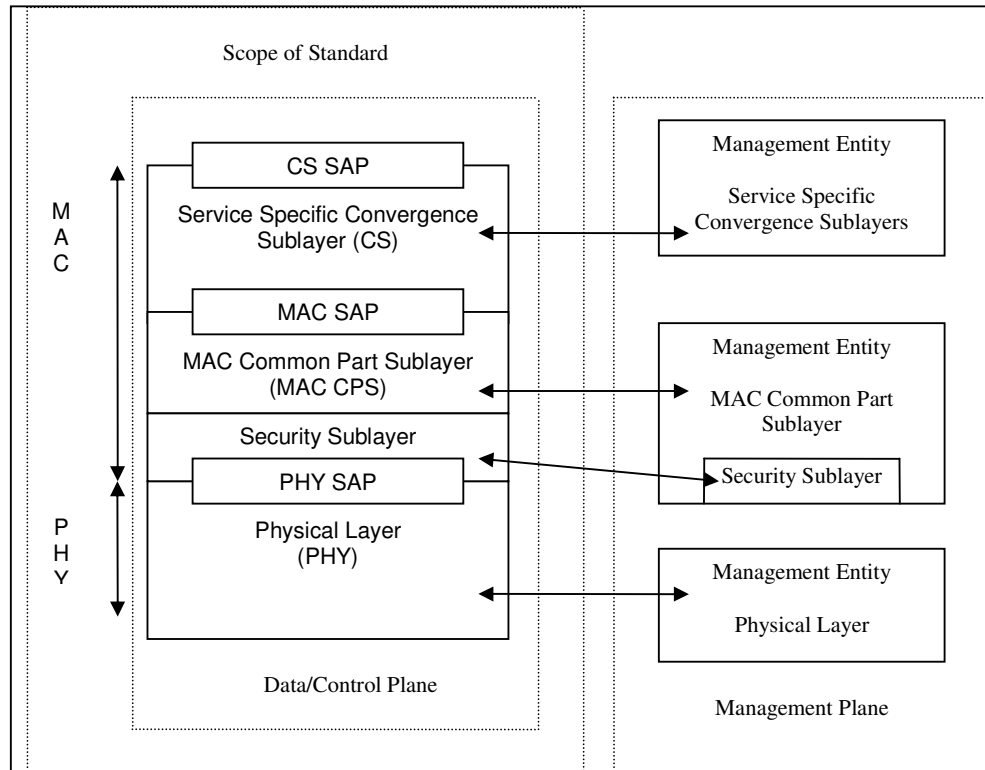 Scope of Standard
CS SAP
Service Specific Convergence
Sublayer (CS)
MAC SAP
MAC Common Part Sublayer
(MAC CPS)
Security Sublayer
PHY SAP
Physical Layer
(PHY)
Data/Control Plane
M
A
C
P
H
Y
Management Entity
Service Specific
Convergence Sublayers
Management Entity
MAC Common Part
Sublayer
Security Sublayer
Management Entity
Physical Layer
Management Plane